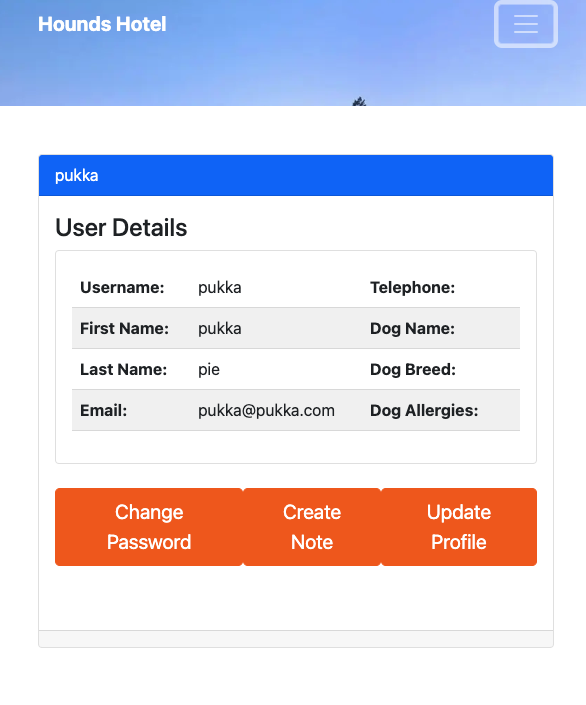 Hounds Hotel
pukka
User Details
Username: pukka Telephone:
First Name: pukka Dog Name:
Last Name: pie Dog Breed:
Email: pukka@pukka.com Dog Allergies:
Change Create Update
Password Note Profile